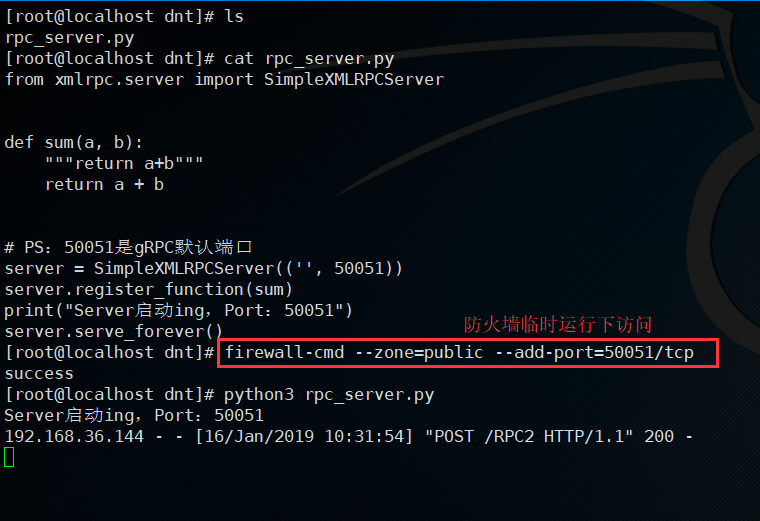 [root@localhost dnt]# ls
rpc_server.py
[root@localhost dnt]# cat rpc_server.py
from xmlrpc.server import SimpleXMLRPCServer
def sum(a, b):
    """return a+b"""
    return a + b
# PS：50051是gRPC默认端口
server = SimpleXMLRPCServer(('', 50051))
server.register_function(sum)
print("Server启动ing，Port：50051")
server.serve_forever()
防火墙临时运行下访问
[root@localhost dnt]# firewall-cmd --zone=public --add-port=50051/tcp
success
[root@localhost dnt]# python3 rpc_server.py
Server启动ing，Port：50051
192.168.36.144 - - [16/Jan/2019 10:31:54] "POST /RPC2 HTTP/1.1" 200 -